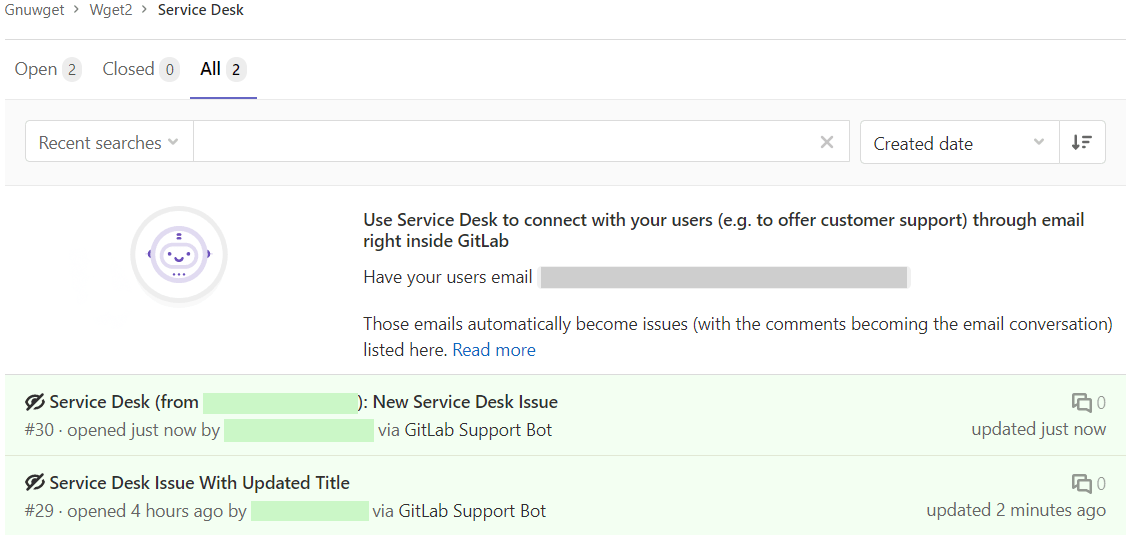 Gnuwget > Wget2 > Service Desk
Open 2 Closed 0 All 2
Recent searches Created date
Use Service Desk to connect with your users (e.g. to offer customer support) through email
right inside GitLab
Have your users email
Those emails automatically become issues (with the comments becoming the email conversation)
listed here. Read more
Service Desk (from ): New Service Desk Issue 0
#30 · opened just now by via GitLab Support Bot updated just now
Service Desk Issue With Updated Title 0
#29 · opened 4 hours ago by via GitLab Support Bot updated 2 minutes ago